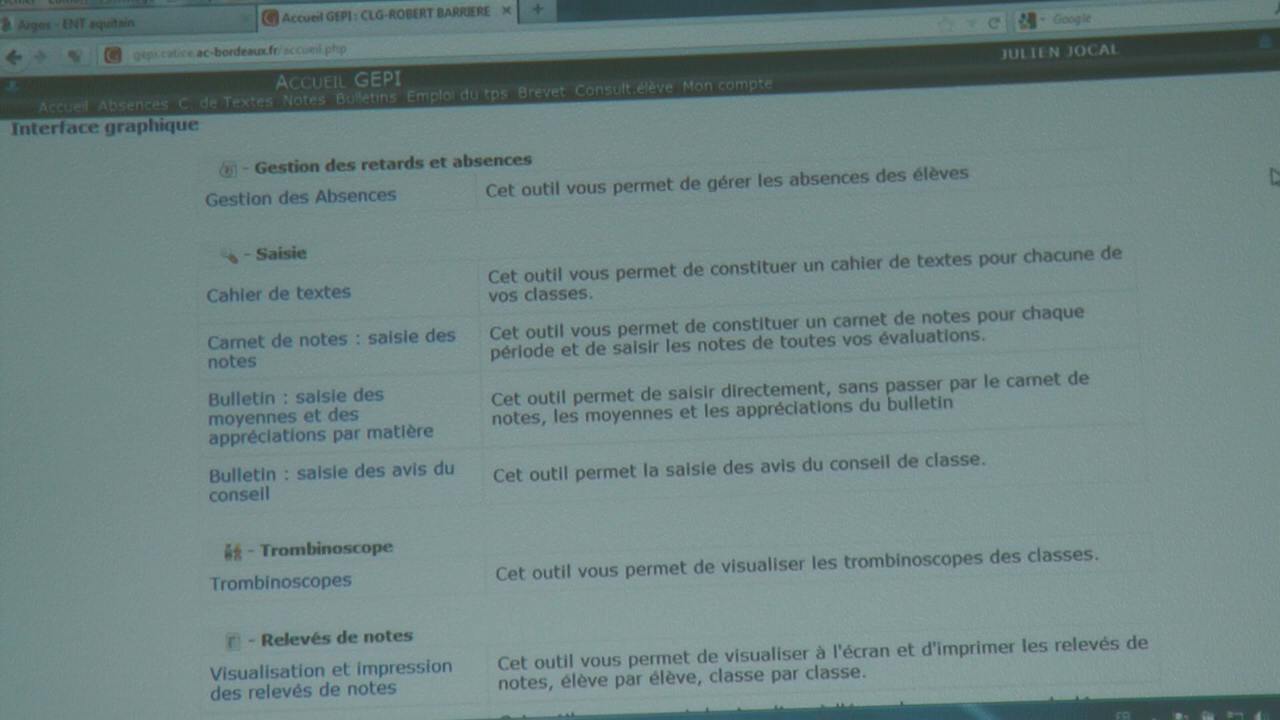 Argos - ENT aquitain
Accueil GEPI : CLG-ROBERT BARRIERE
gepi.catice.ac-bordeaux.fr/accueil.php
Google
ACCUEIL GEPI
JULIEN JOCAL
Accueil Absences C. de Textes Notes Bulletins Emploi du tps Brevet Consult.élève Mon compte
Interface graphique
- Gestion des retards et absences
Gestion des Absences
Cet outil vous permet de gérer les absences des élèves
- Saisie
Cahier de textes
Cet outil vous permet de constituer un cahier de textes pour chacune de
vos classes.
Carnet de notes : saisie des
notes
Cet outil vous permet de constituer un carnet de notes pour chaque
période et de saisir les notes de toutes vos évaluations.
Bulletin : saisie des
moyennes et des
appréciations par matière
Cet outil permet de saisir directement, sans passer par le carnet de
notes, les moyennes et les appréciations du bulletin
Bulletin : saisie des avis du
conseil
Cet outil permet la saisie des avis du conseil de classe.
- Trombinoscope
Trombinoscopes
Cet outil vous permet de visualiser les trombinoscopes des classes.
- Relevés de notes
Visualisation et impression
des relevés de notes
Cet outil vous permet de visualiser à l'écran et d'imprimer les relevés de
notes, élève par élève, classe par classe.